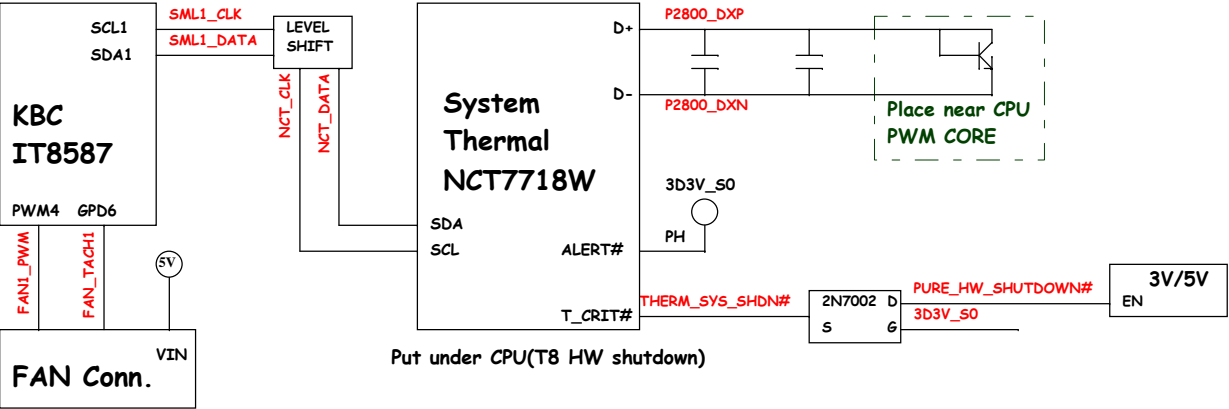 SML1_CLK
SCL1
SML1_DATA
SDA1
LEVEL
SHIFT
KBC
IT8587
NCT_CLK
NCT_DATA
PWM4 GPD6
FAN1_PWM
FAN_TACH1
5V
VIN
FAN Conn.
System
Thermal
NCT7718W
D+
D-
SDA
SCL
ALERT#
T_CRIT#
Put under CPU(T8 HW shutdown)
P2800_DXP
P2800_DXN
Place near CPU
PWM CORE
3D3V_S0
PH
THERM_SYS_SHDN#
2N7002 D
S G
PURE_HW_SHUTDOWN#
3D3V_S0
3V/5V
EN